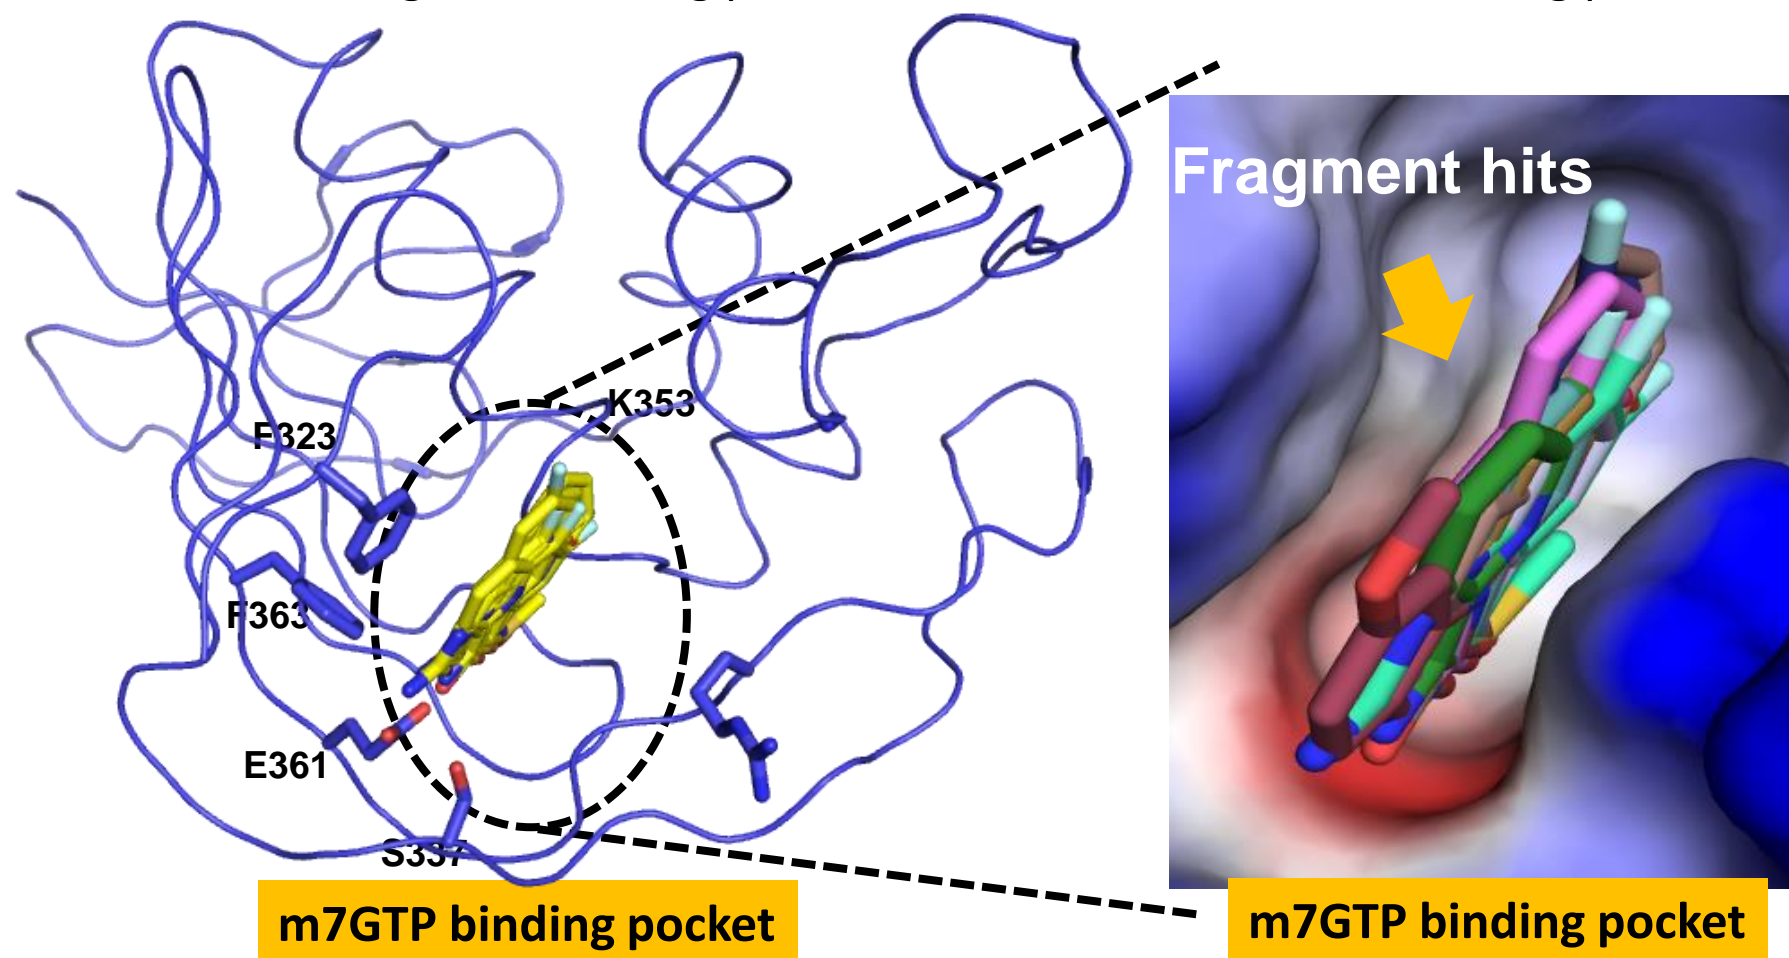 Fragment hits
K353
F323
F363
E361
S337
m7GTP binding pocket
m7GTP binding pocket